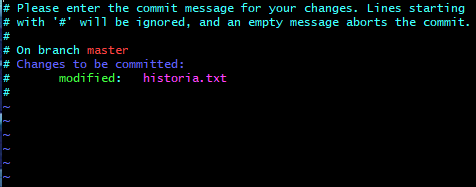 # Please enter the commit message for your changes. Lines starting
# with '#' will be ignored, and an empty message aborts the commit.
#
# On branch master
# Changes to be committed:
#       modified:   historia.txt
#
~
~
~
~
~